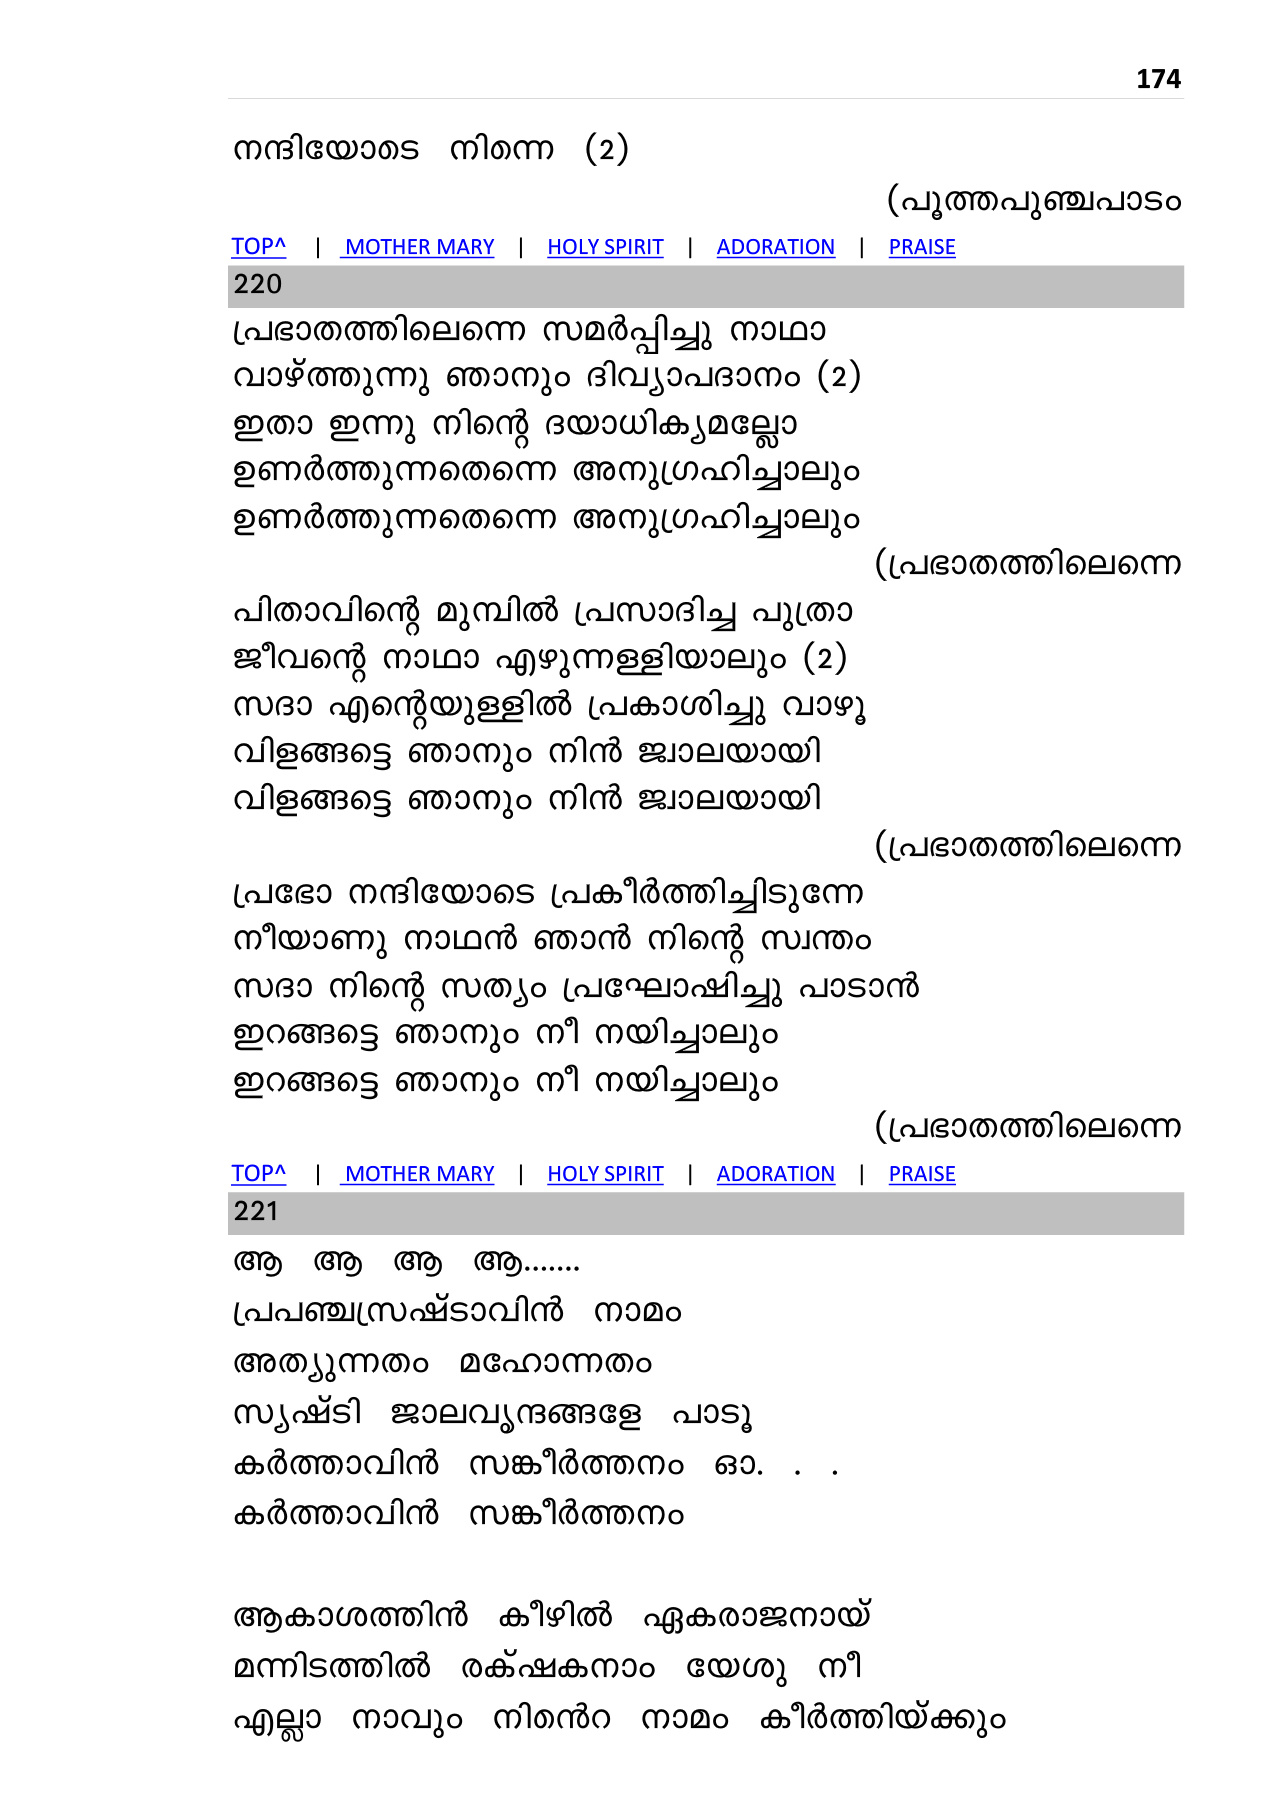 174
നന്ദിയോടെ നിന്നെ (2)
(പൂത്തപുഞ്ചപാടം
TOP^ | MOTHER MARY | HOLY SPIRIT | ADORATION | PRAISE
220
പ്രഭാതത്തിലെന്നെ സമർപ്പിച്ചു നാഥാ
വാഴ്ത്തുന്നു ഞാനും ദിവ്യാപദാനം (2)
ഇതാ ഇന്നു നിന്റെ ദയാധിക്യമല്ലോ
ഉണർത്തുന്നതെന്നെ അനുഗ്രഹിച്ചാലും
ഉണർത്തുന്നതെന്നെ അനുഗ്രഹിച്ചാലും
(പ്രഭാതത്തിലെന്നെ
പിതാവിന്റെ മുമ്പിൽ പ്രസാദിച്ച പുത്രാ
ജീവന്റെ നാഥാ എഴുന്നള്ളിയാലും (2)
സദാ എന്റെയുള്ളിൽ പ്രകാശിച്ചു വാഴൂ
വിളങ്ങട്ടെ ഞാനും നിൻ ജ്വാലയായി
വിളങ്ങട്ടെ ഞാനും നിൻ ജ്വാലയായി
(പ്രഭാതത്തിലെന്നെ
പ്രഭോ നന്ദിയോടെ പ്രകീർത്തിച്ചിടുന്നേ
നീയാണു നാഥൻ ഞാൻ നിന്റെ സ്വന്തം
സദാ നിന്റെ സത്യം പ്രഘോഷിച്ചു പാടാൻ
ഇറങ്ങട്ടെ ഞാനും നീ നയിച്ചാലും
ഇറങ്ങട്ടെ ഞാനും നീ നയിച്ചാലും
(പ്രഭാതത്തിലെന്നെ
TOP^ | MOTHER MARY | HOLY SPIRIT | ADORATION | PRAISE
221
ആ ആ ആ ആ.......
പ്രപഞ്ചസ്രഷ്ടാവിൻ നാമം
അത്യുന്നതം മഹോന്നതം
സ്യഷ്ടി ജാലവൃന്ദങ്ങളേ പാടൂ
കർത്താവിൻ സങ്കീർത്തനം ഓ. . .
കർത്താവിൻ സങ്കീർത്തനം
ആകാശത്തിൻ കീഴിൽ ഏകരാജനായ്
മന്നിടത്തിൽ രക്‌ഷകനാം യേശു നീ
എല്ലാ നാവും നിൻെറ നാമം കീർത്തിയ്ക്കും